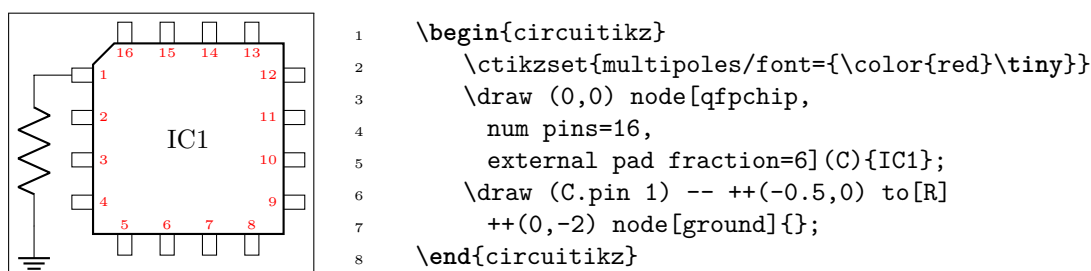 16 15 14 13
1 12
2 11
IC1
3 10
4 9
5 6 7 8
1 \begin{circuitikz}
2 \ctikzset{multipoles/font={\color{red}\tiny}}
3 \draw (0,0) node[qfpchip,
4 num pins=16,
5 external pad fraction=6](C){IC1};
6 \draw (C.pin 1) -- ++(-0.5,0) to[R]
7 ++(0,-2) node[ground]{};
8 \end{circuitikz}